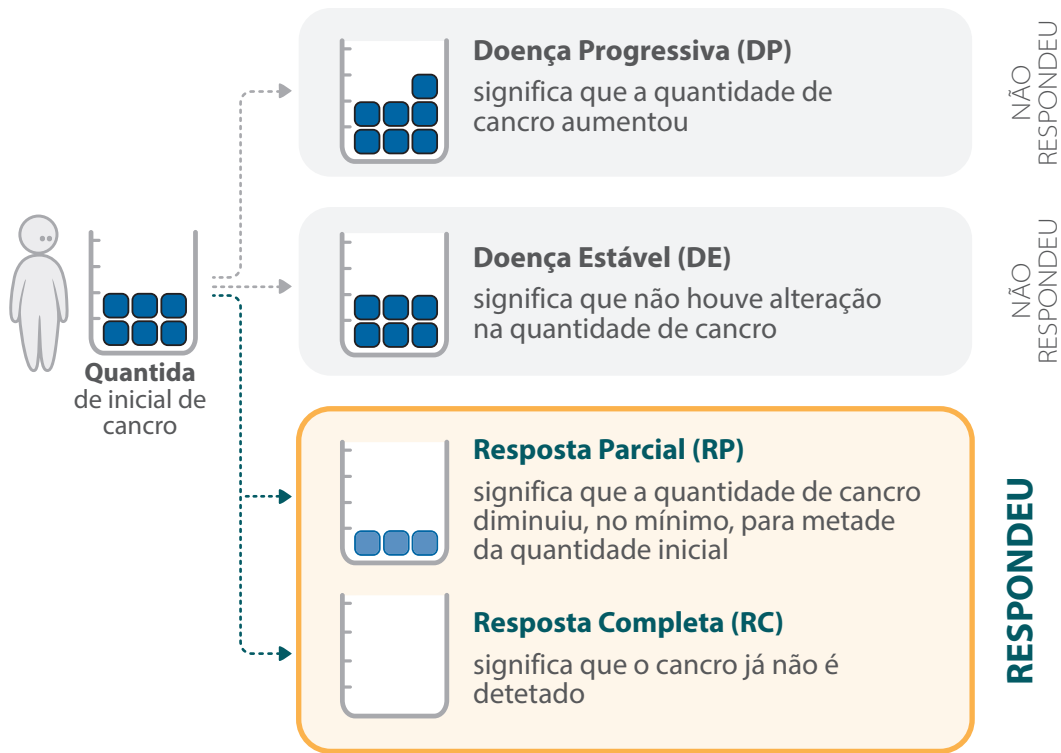 Doença Progressiva (DP)
significa que a quantidade de
cancro aumentou
NÃO
RESPONDEU
Doença Estável (DE)
significa que não houve alteração
na quantidade de cancro
NÃO
RESPONDEU
Quantida
de inicial de
cancro
Resposta Parcial (RP)
significa que a quantidade de cancro
diminuiu, no mínimo, para metade
da quantidade inicial
Resposta Completa (RC)
significa que o cancro já não é
detetado
RESPONDEU